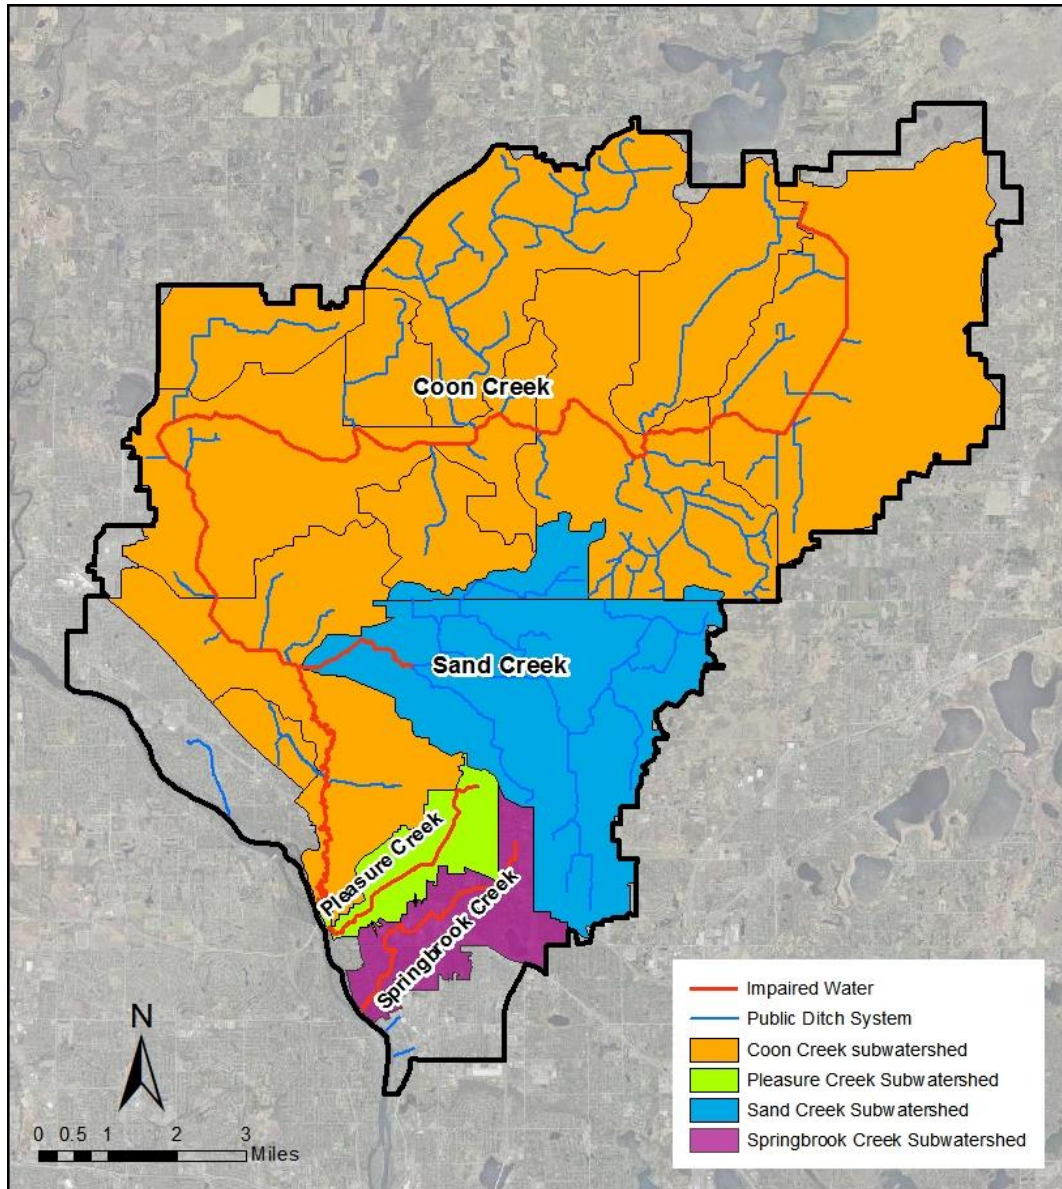 Coon Creek
Sand Creek
Pleasure Creek
Springbrook Creek
N
0 0.5 1 2 3
Miles
Impaired Water
Public Ditch System
Coon Creek subwatershed
Pleasure Creek Subwatershed
Sand Creek Subwatershed
Springbrook Creek Subwatershed